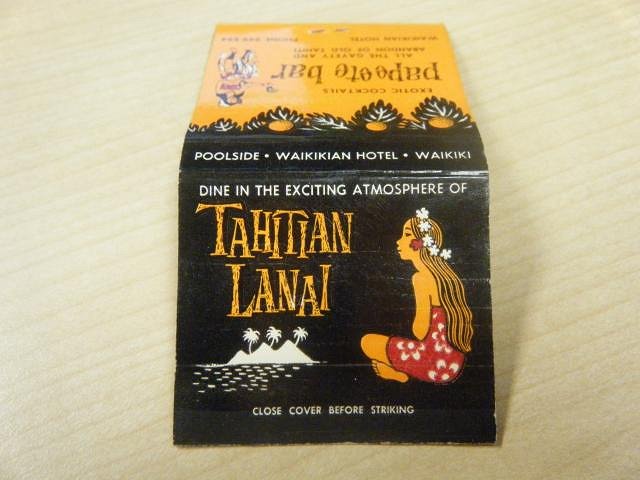 EXOTIC COCKTAILS
papeete bar
ALL THE GAYETY AND
ABANDON OF OLD TAHITI
WAIKIKIAN HOTEL
POOLSIDE • WAIKIKIAN HOTEL • WAIKIKI
DINE IN THE EXCITING ATMOSPHERE OF
TAHITIAN
LANAI
CLOSE COVER BEFORE STRIKING